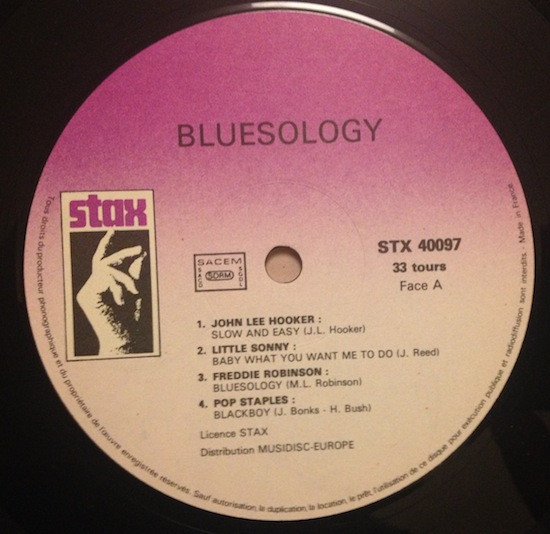 BLUESOLOGY
stax
SACEM
SDRM
STX 40097
33 tours
Face A
1. JOHN LEE HOOKER :
SLOW AND EASY (J.L. Hooker)
2. LITTLE SONNY :
BABY WHAT YOU WANT ME TO DO (J. Reed)
3. FREDDIE ROBINSON :
BLUESOLOGY (M.L. Robinson)
4. POP STAPLES :
BLACKBOY (J. Bonks - H. Bush)
Licence STAX
Distribution MUSIDISC-EUROPE
Tous droits du producteur phonographique et du propriétaire de l'œuvre enregistrée réservés. Sauf autorisation, la duplication, la location, le prêt, l'utilisation de ce disque pour exécution publique et radiodiffusion sont interdits - Made in France.